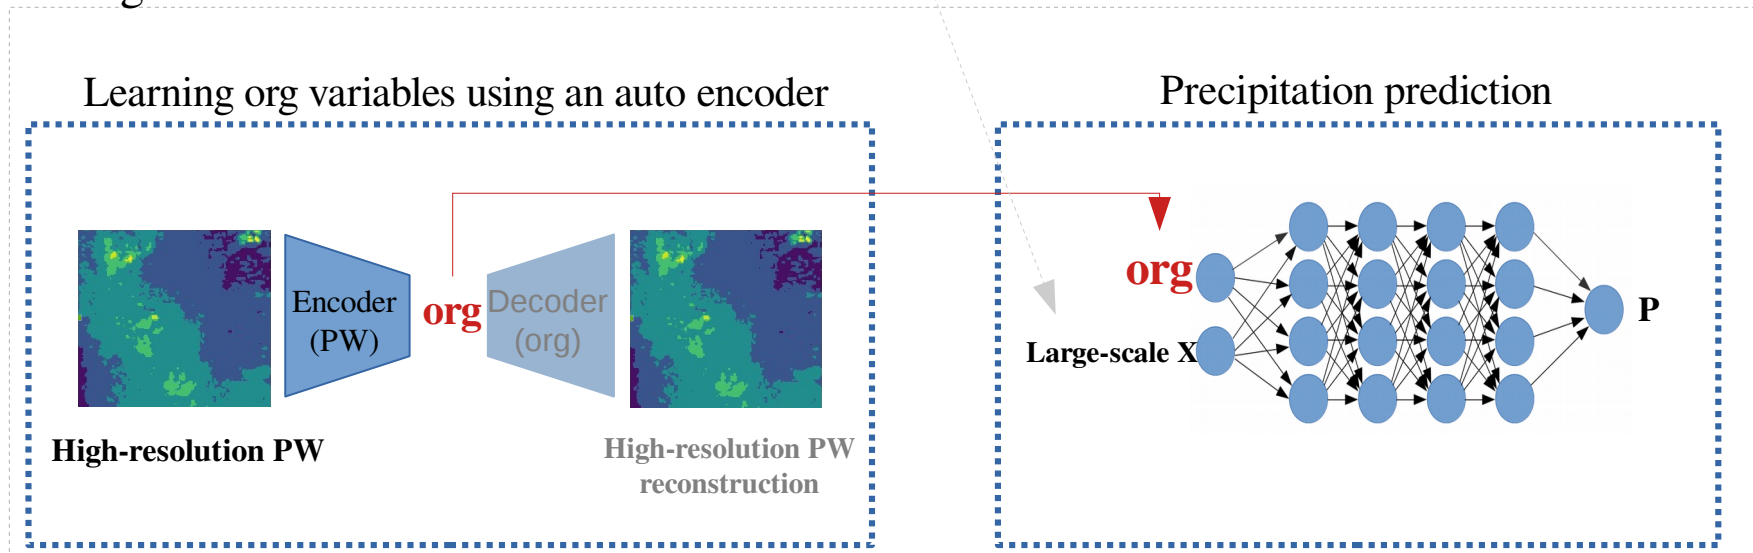 Learning org variables using an auto encoder
Precipitation prediction
Encoder
(PW)
org
Decoder
(org)
High-resolution PW
High-resolution PW
reconstruction
org
Large-scale X
P